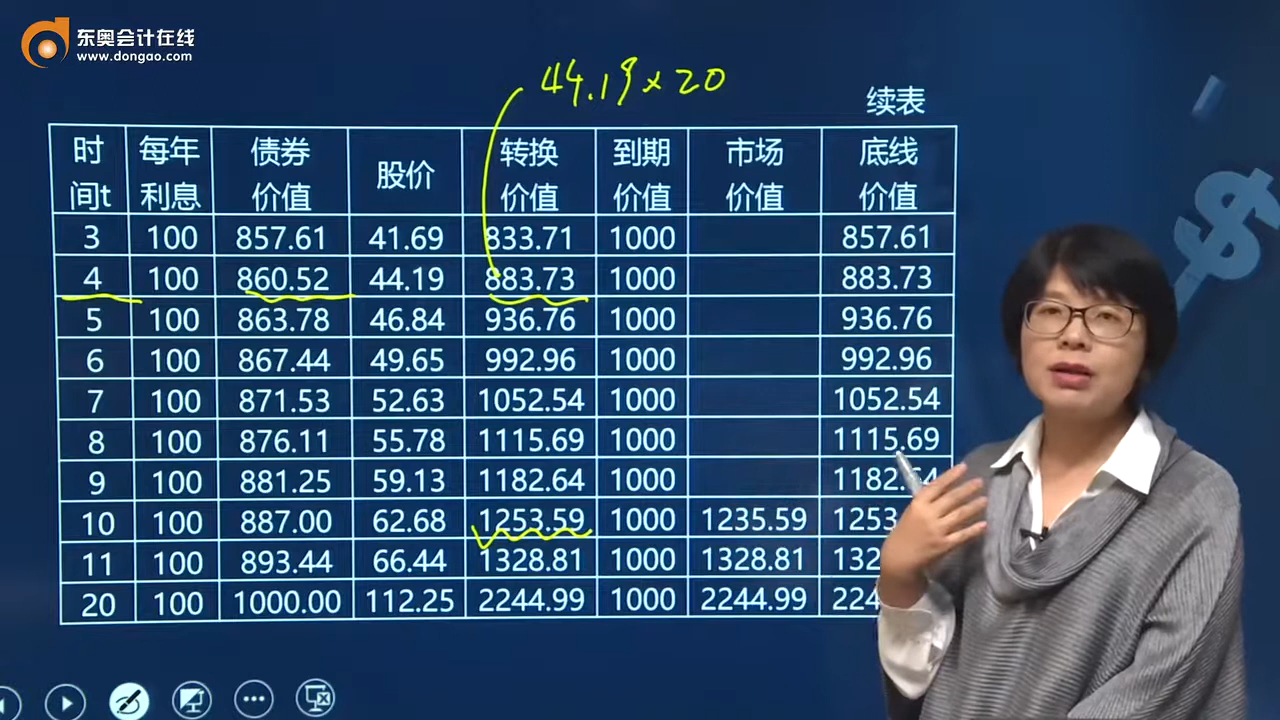 东奥会计在线
www.dongao.com
44.19×20
续表
时间t 每年利息 债券价值 股价 转换价值 到期价值 市场价值 底线价值
3 100 857.61 41.69 833.71 1000 857.61
4 100 860.52 44.19 883.73 1000 883.73
5 100 863.78 46.84 936.76 1000 936.76
6 100 867.44 49.65 992.96 1000 992.96
7 100 871.53 52.63 1052.54 1000 1052.54
8 100 876.11 55.78 1115.69 1000 1115.69
9 100 881.25 59.13 1182.64 1000 1182.64
10 100 887.00 62.68 1253.59 1000 1235.59 1253
11 100 893.44 66.44 1328.81 1000 1328.81 132
20 100 1000.00 112.25 2244.99 1000 2244.99 224